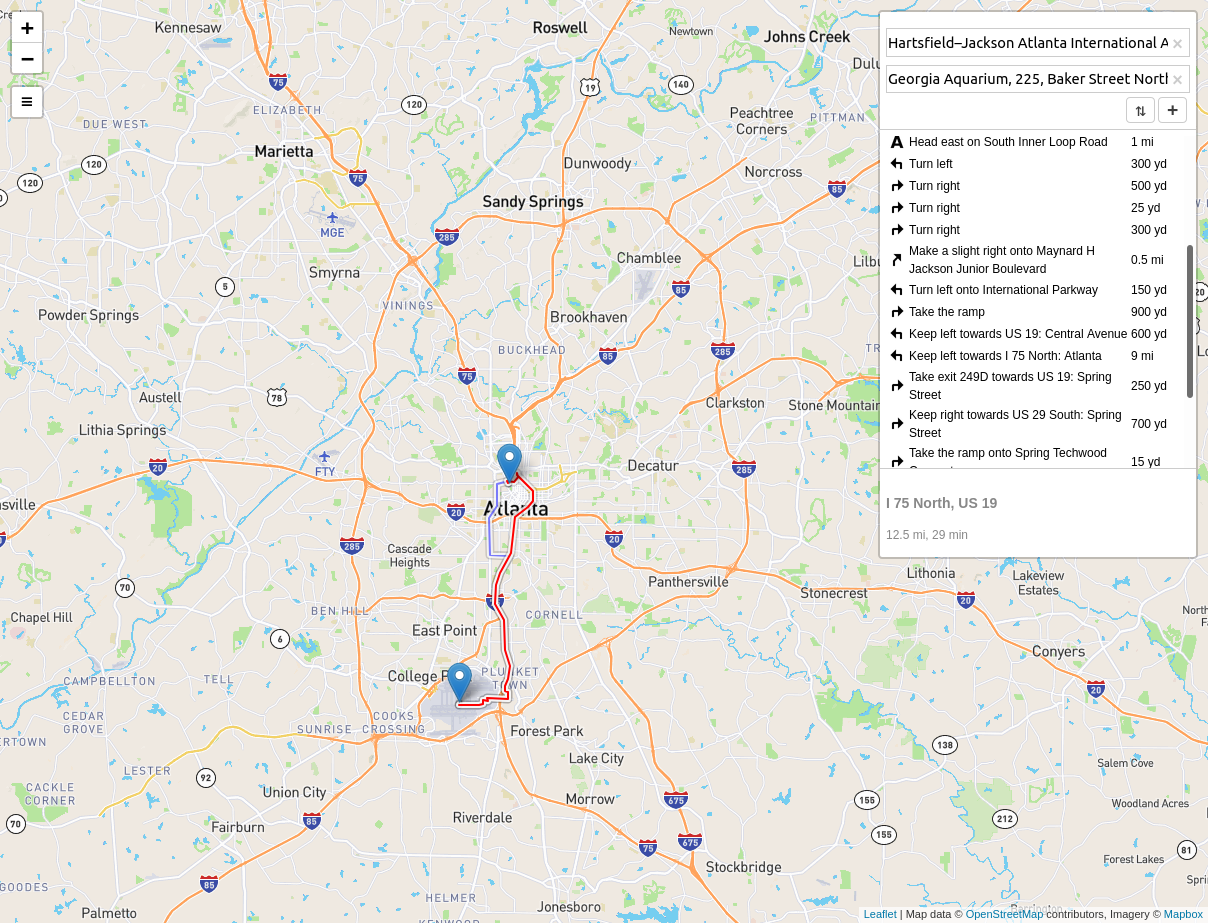 Kennesaw
Roswell
Newtown
Johns Creek
+
−
≡
75
19
140
120
ELIZABETH
DUE WEST
Peachtree
Corners
PITTMAN
Marietta
120
120
75
Dunwoody
Norcross
85
Sandy Springs
MGE
285
Chamblee
Smyrna
5
85
VININGS
Powder Springs
Brookhaven
BUCKHEAD
85
285
75
Austell
78
Clarkston
Stone Mountain
Lithia Springs
FTY
20
Decatur
285
20
Atlanta
285
20
Cascade
Heights
70
Panthersville
Stonecrest
Lithonia
20
Lakeview
Estates
Chapel Hill
BEN HILL
CORNELL
6
East Point
Conyers
CAMPBELLTON
TELL
College P
PLUNKET
TOWN
20
CEDAR
GROVE
COOKS
CROSSING
SUNRISE
Forest Park
138
LESTER
92
Lake City
Salem Cove
CACKLE
CORNER
Union City
Morrow
675
155
Woodland Acres
70
Fairburn
85
Riverdale
155
212
75
675
81
Forest Lakes
Stockbridge
GOODES
85
HELMER
Palmetto
Jonesboro
Hartsfield–Jackson Atlanta International A ×
Georgia Aquarium, 225, Baker Street North ×
⇅ +
Head east on South Inner Loop Road 1 mi
Turn left 300 yd
Turn right 500 yd
Turn right 25 yd
Turn right 300 yd
Make a slight right onto Maynard H
Jackson Junior Boulevard 0.5 mi
Turn left onto International Parkway 150 yd
Take the ramp 900 yd
Keep left towards US 19: Central Avenue 600 yd
Keep left towards I 75 North: Atlanta 9 mi
Take exit 249D towards US 19: Spring
Street 250 yd
Keep right towards US 29 South: Spring
Street 700 yd
Take the ramp onto Spring Techwood
15 yd
I 75 North, US 19
12.5 mi, 29 min
Leaflet | Map data © OpenStreetMap contributors, Imagery © Mapbox